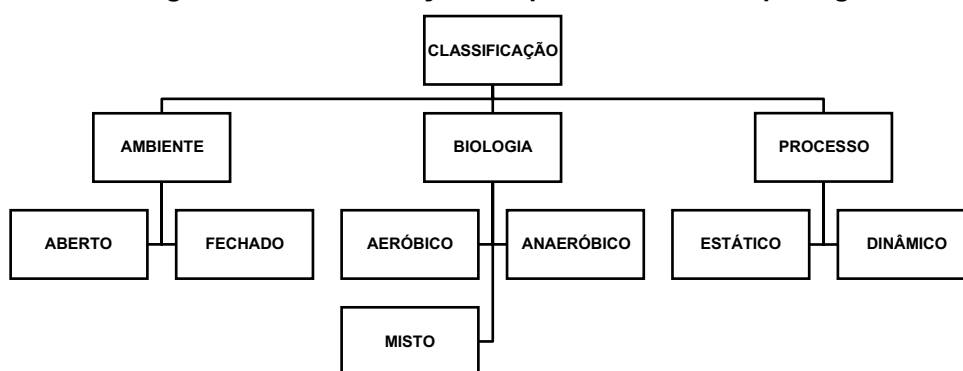 CLASSIFICAÇÃO
AMBIENTE
BIOLOGIA
PROCESSO
ABERTO
FECHADO
AERÓBICO
ANAERÓBICO
ESTÁTICO
DINÂMICO
MISTO